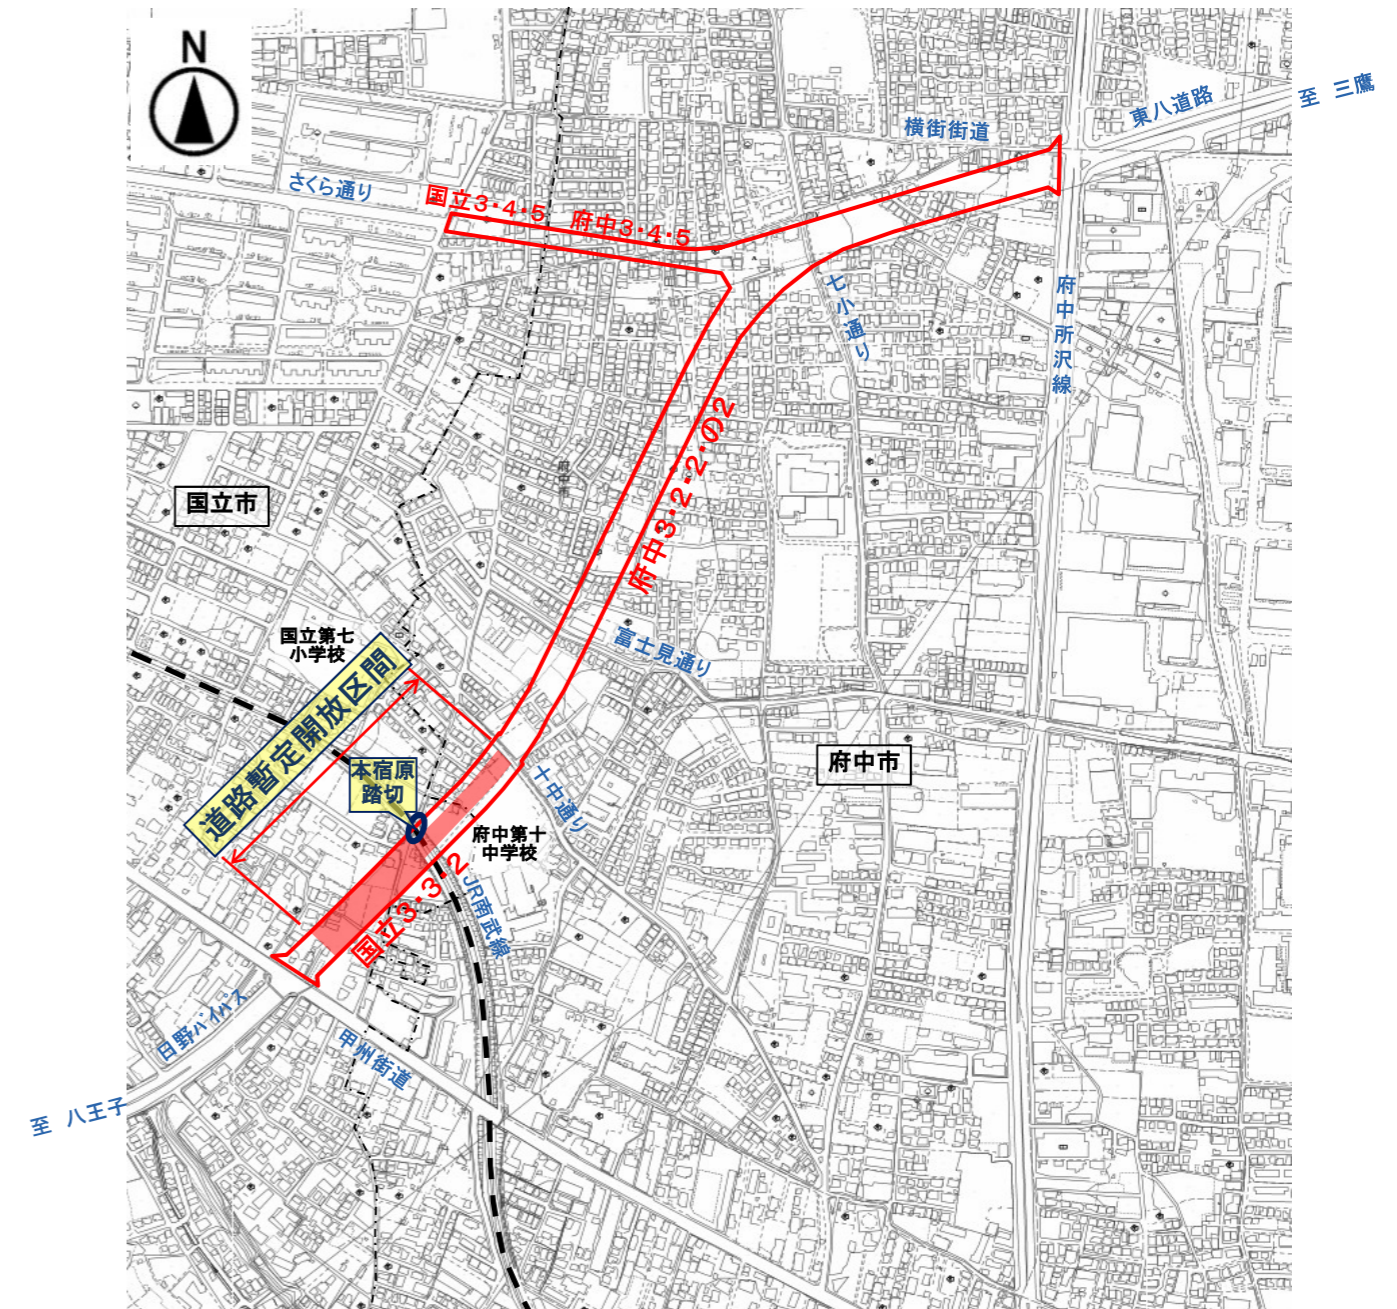 N
至 三鷹
東八道路
横街街道
さくら通り
国立3・4・5 府中3・4・5
七小通り
府中所沢線
府中3・2・2の2
国立市
府中市
国立第七
小学校
富士見通り
道路暫定開放区間
府中市
本宿原
踏切
十中通り
府中第十
中学校
国立3・3・2
JR南武線
日野バイパス
甲州街道
至 八王子